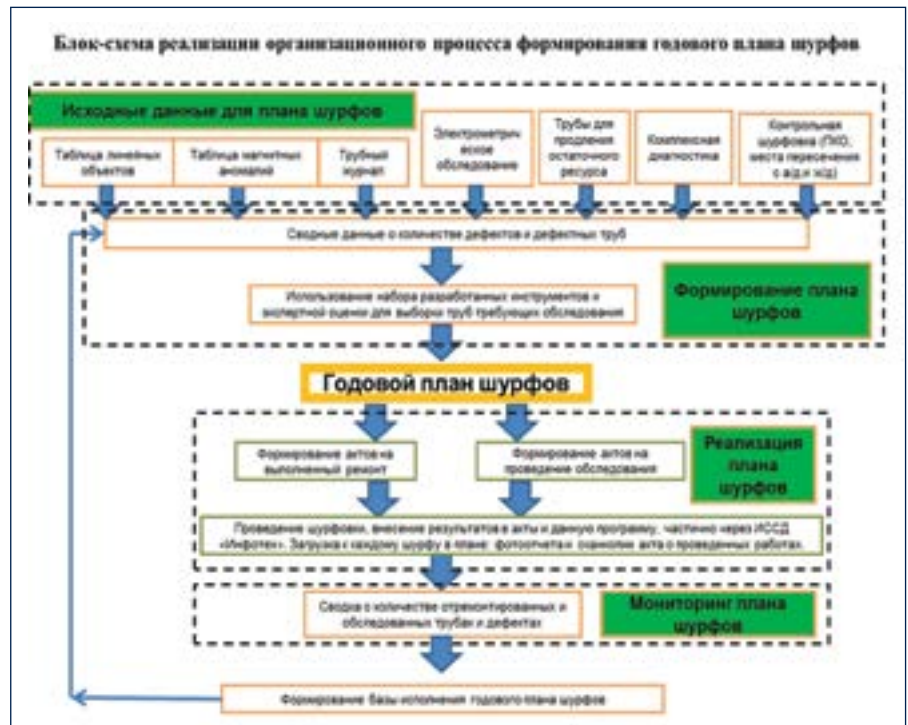 Блок-схема реализации организационного процесса формирования годового плана шурфов
Исходные данные для плана шурфов
Таблица линейных
объектов
Таблица магнитных
аномалий
Трубный
журнал
Электрометрич
еское
обследование
Трубы для
продления
остаточного
ресурса
Комплексная
диагностика
Контрольная
шурфовка (ПКО,
места пересечения
с а/д и ж/д)
Сводные данные о количестве дефектов и дефектных труб
Использование набора разработанных инструментов и
экспертной оценки для выборки труб требующих обследования
Формирование плана
шурфов
Годовой план шурфов
Формирование актов на
выполненный ремонт
Формирование актов на
проведение обследования
Реализация
плана
шурфов
Проведение шурфовки, внесение результатов в акты и данную программу, частично через ИССД
«Инфотех». Загрузка к каждому шурфу в плане: фотоотчета и сканкопии акта о проведенных работах.
Сводка о количестве отремонтированных и
обследованных трубах и дефектах
Мониторинг плана
шурфов
Формирование базы исполнения годового плана шурфов